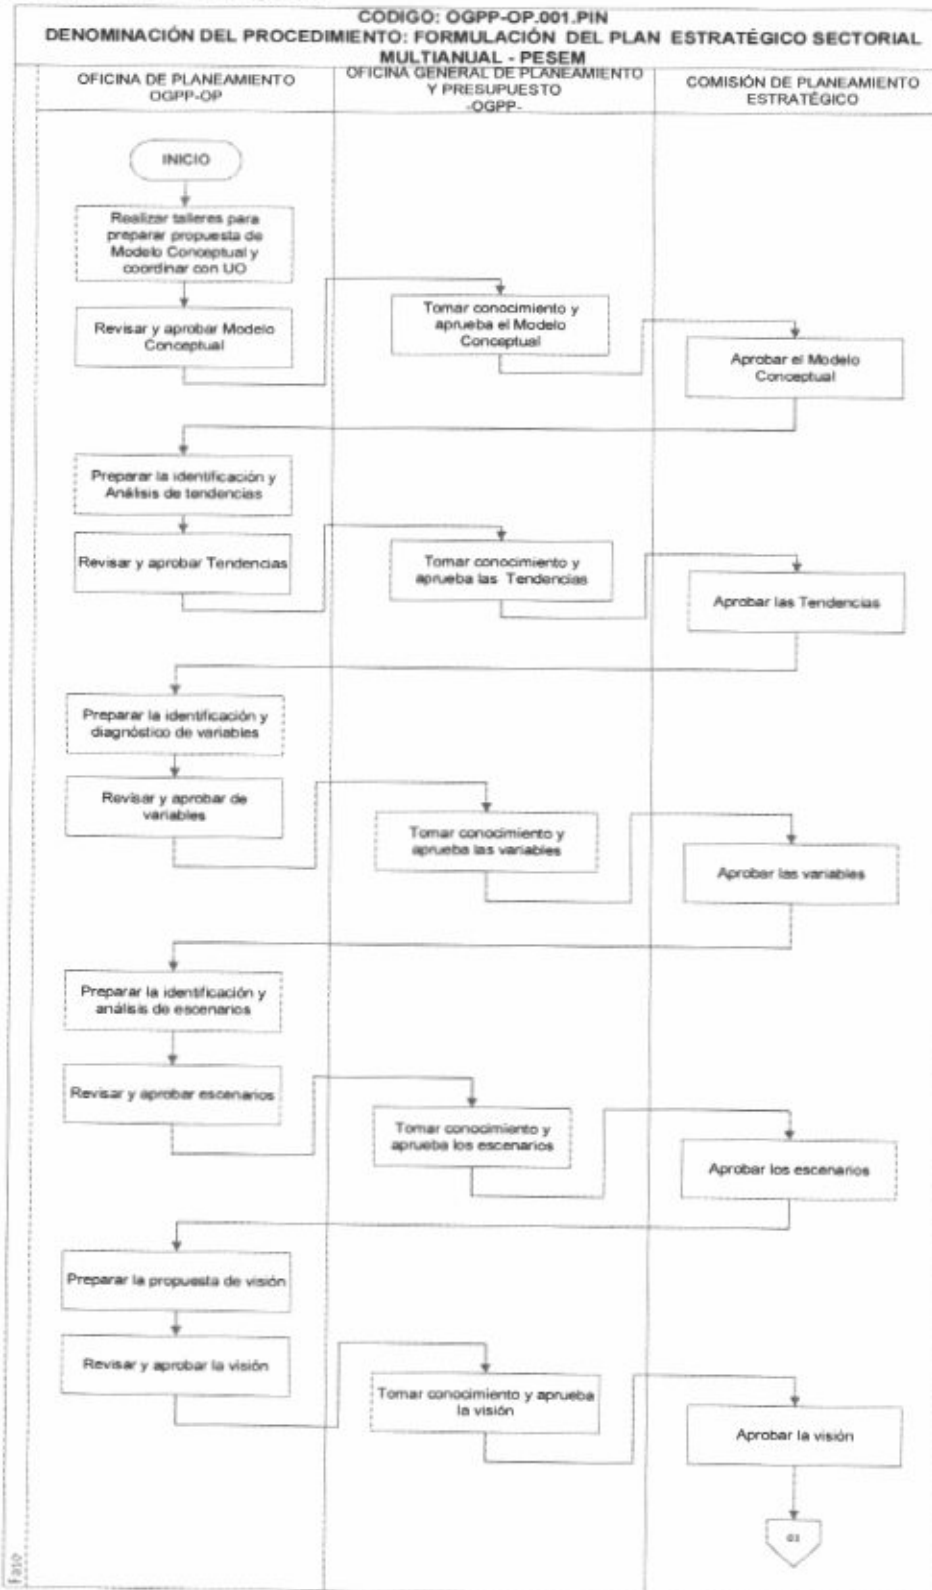 CÓDIGO: OGPP-OP.001.PIN
DENOMINACIÓN DEL PROCEDIMIENTO: FORMULACIÓN DEL PLAN ESTRATÉGICO SECTORIAL
MULTIANUAL - PESEM
OFICINA DE PLANEAMIENTO
OGPP-OP
OFICINA GENERAL DE PLANEAMIENTO
Y PRESUPUESTO
-OGPP-
COMISIÓN DE PLANEAMIENTO
ESTRATÉGICO
INICIO
Realizar talleres para
preparar propuesta de
Modelo Conceptual y
coordinar con UO
Revisar y aprobar Modelo
Conceptual
Tomar conocimiento y
aprueba el Modelo
Conceptual
Aprobar el Modelo
Conceptual
Preparar la identificación y
Análisis de tendencias
Revisar y aprobar Tendencias
Tomar conocimiento y
aprueba las Tendencias
Aprobar las Tendencias
Preparar la identificación y
diagnóstico de variables
Revisar y aprobar de
variables
Tomar conocimiento y
aprueba las variables
Aprobar las variables
Preparar la identificación y
análisis de escenarios
Revisar y aprobar escenarios
Tomar conocimiento y
aprueba los escenarios
Aprobar los escenarios
Preparar la propuesta de visión
Revisar y aprobar la visión
Tomar conocimiento y aprueba
la visión
Aprobar la visión
Fase